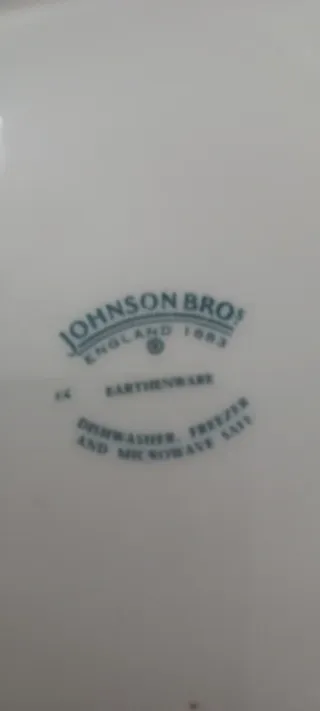 JOHNSON BROS
ENGLAND 1883
®
EARTHENWARE
DISHWASHER, FREEZER
AND MICROWAVE SAFE